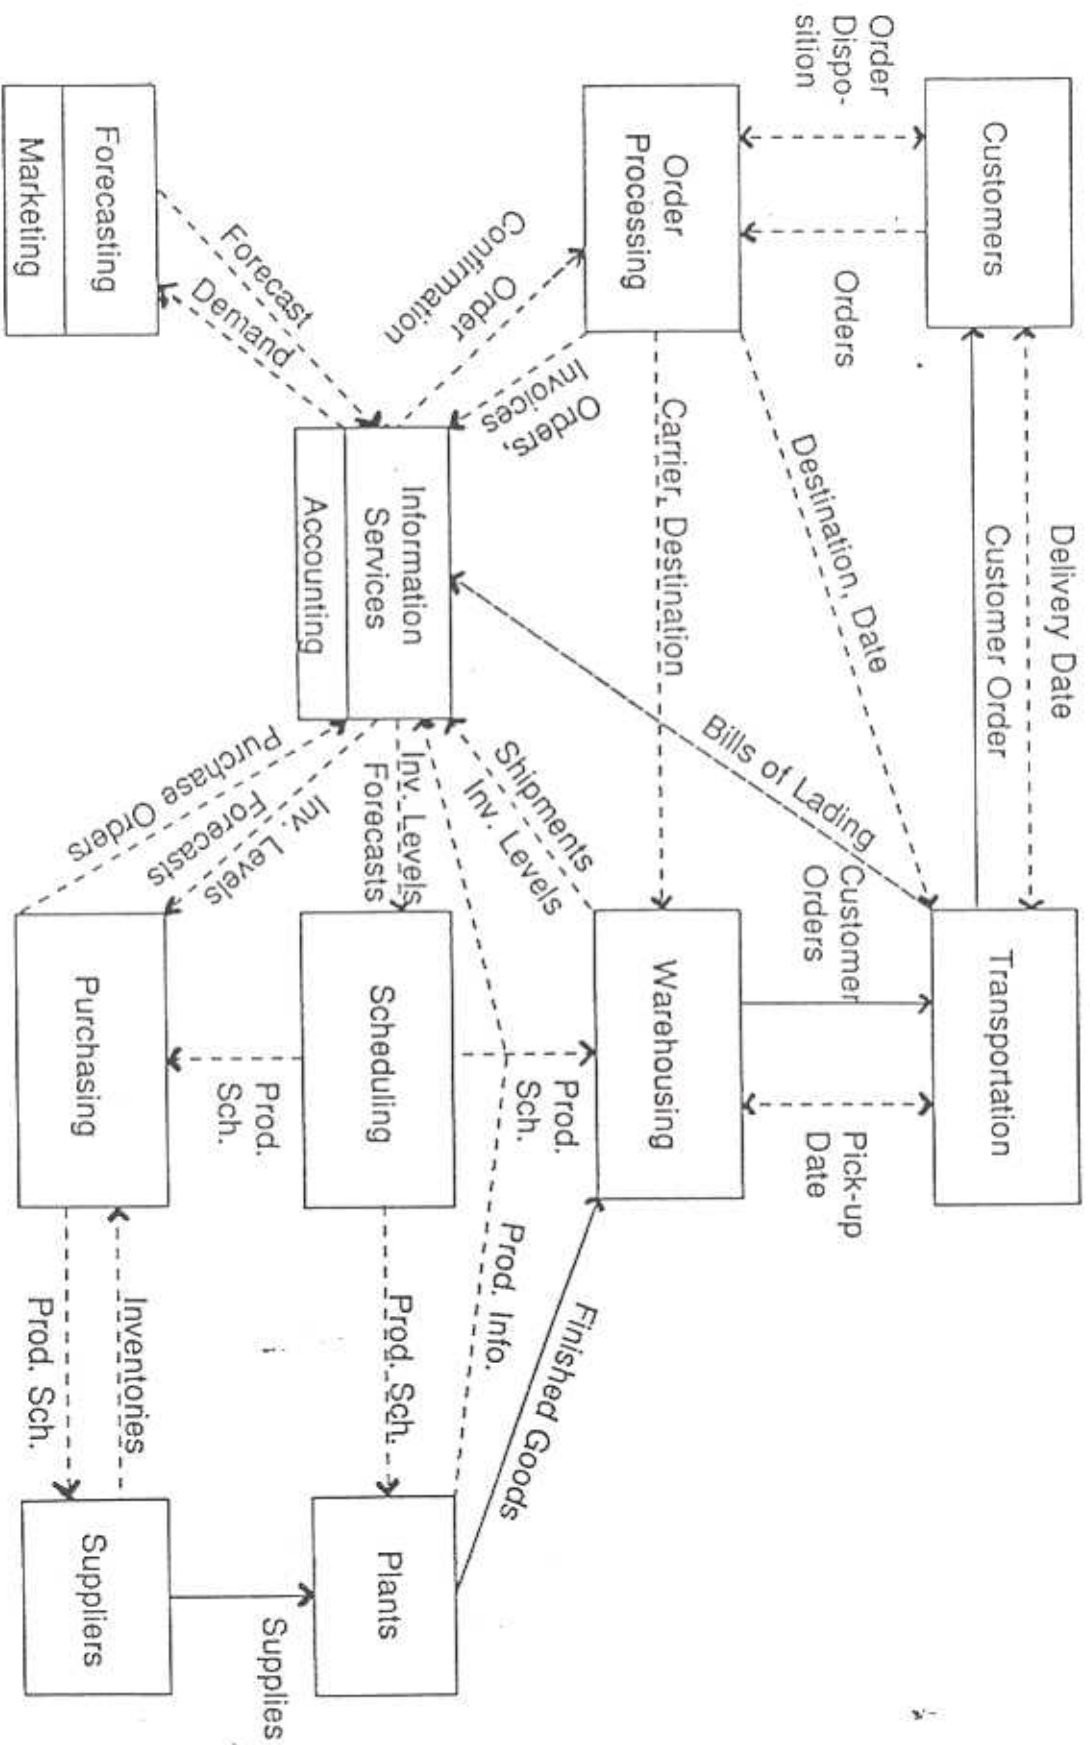 Customers
Delivery Date
Customer Order
Transportation
Order
Dispo-
sition
Orders
Destination, Date
Bills of Lading
Customer
Orders
Pick-up
Date
Order
Processing
Carrier, Destination
Warehousing
Orders,
Invoices
Order
Confirmation
Shipments
Inv. Levels
Prod.
Sch.
Prod. Info.
Finished Goods
Information
Services
Accounting
Inv. Levels
Forecasts
Scheduling
Prod. Sch.
Plants
Forecast
Demand
Inv. Levels
Forecasts
Purchase Orders
Prod.
Sch.
Supplies
Forecasting
Marketing
Purchasing
Inventories
Prod. Sch.
Suppliers